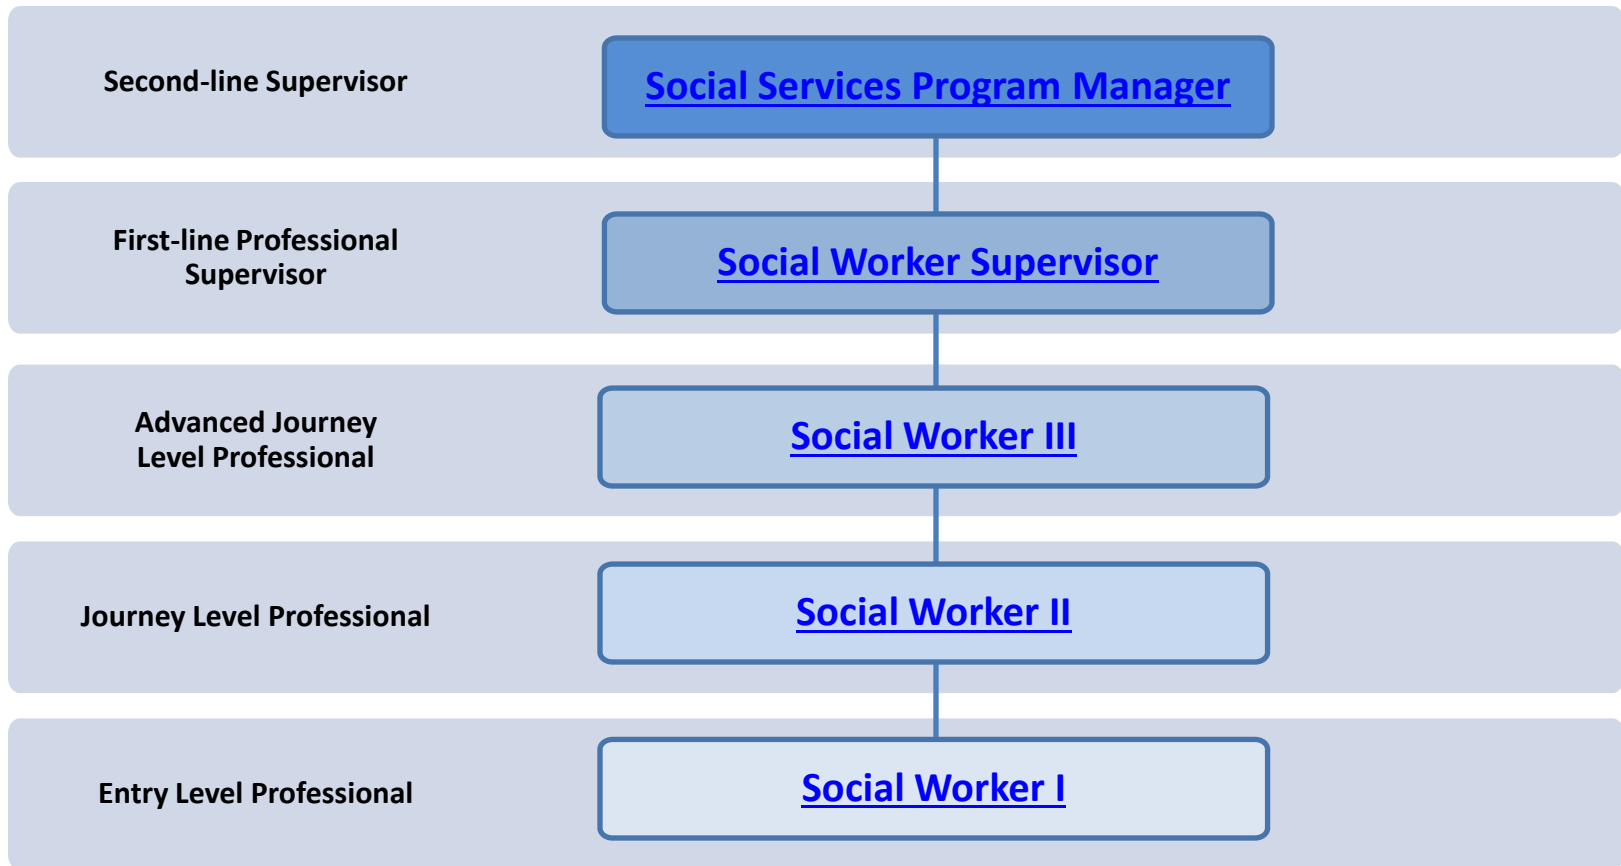 Second-line Supervisor
Social Services Program Manager
First-line Professional
Supervisor
Social Worker Supervisor
Advanced Journey
Level Professional
Social Worker III
Journey Level Professional
Social Worker II
Entry Level Professional
Social Worker I